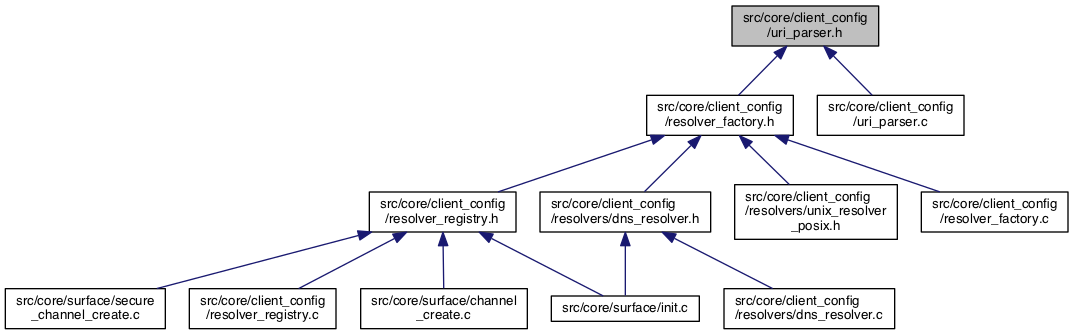 src/core/client_config
/uri_parser.h
src/core/client_config
/resolver_factory.h
src/core/client_config
/uri_parser.c
src/core/client_config
/resolver_registry.h
src/core/client_config
/resolvers/dns_resolver.h
src/core/client_config
/resolvers/unix_resolver
_posix.h
src/core/client_config
/resolver_factory.c
src/core/surface/secure
_channel_create.c
src/core/client_config
/resolver_registry.c
src/core/surface/channel
_create.c
src/core/surface/init.c
src/core/client_config
/resolvers/dns_resolver.c